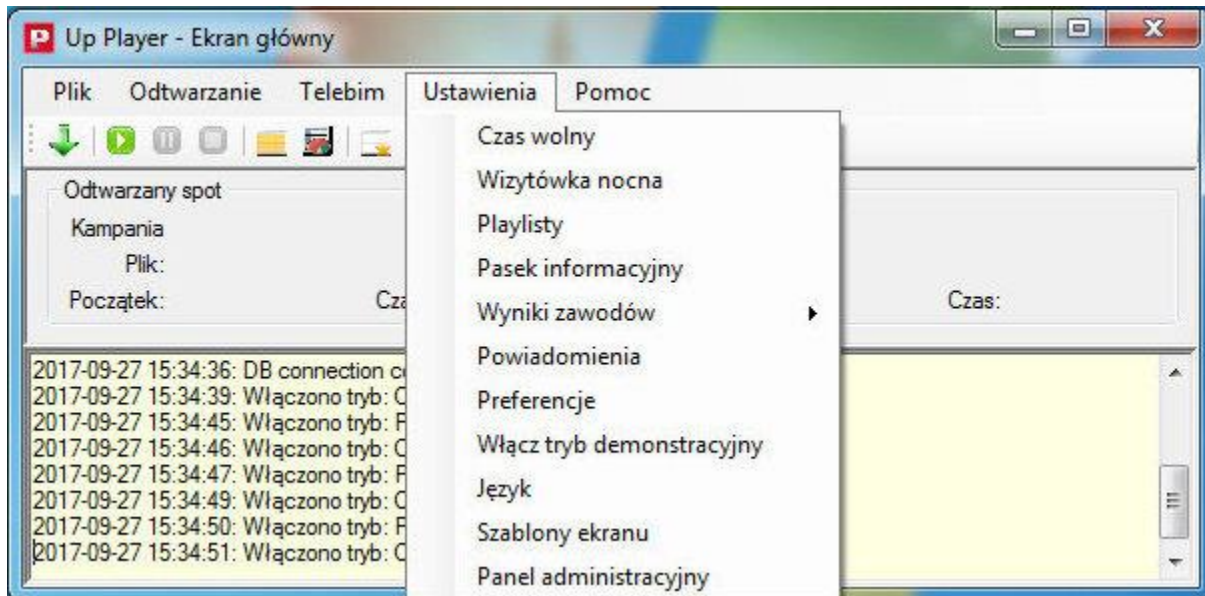 Up Player - Ekran główny
Plik Odtwarzanie Telebim Ustawienia Pomoc
Czas wolny
Wizytówka nocna
Playlisty
Pasek informacyjny
Wyniki zawodów
Powiadomienia
Preferencje
Włącz tryb demonstracyjny
Język
Szablony ekranu
Panel administracyjny
Odtwarzany spot
Kampania
Plik:
Początek: Cza
Czas:
2017-09-27 15:34:36: DB connection c
2017-09-27 15:34:39: Włączono tryb:
2017-09-27 15:34:45: Włączono tryb:
2017-09-27 15:34:46: Włączono tryb:
2017-09-27 15:34:47: Włączono tryb:
2017-09-27 15:34:49: Włączono tryb:
2017-09-27 15:34:50: Włączono tryb:
2017-09-27 15:34:51: Włączono tryb: